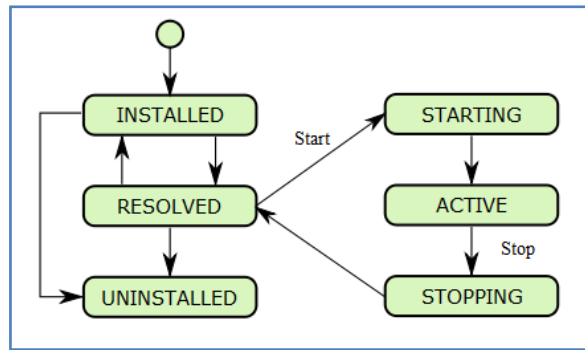 INSTALLED
STARTING
Start
RESOLVED
ACTIVE
Stop
UNINSTALLED
STOPPING